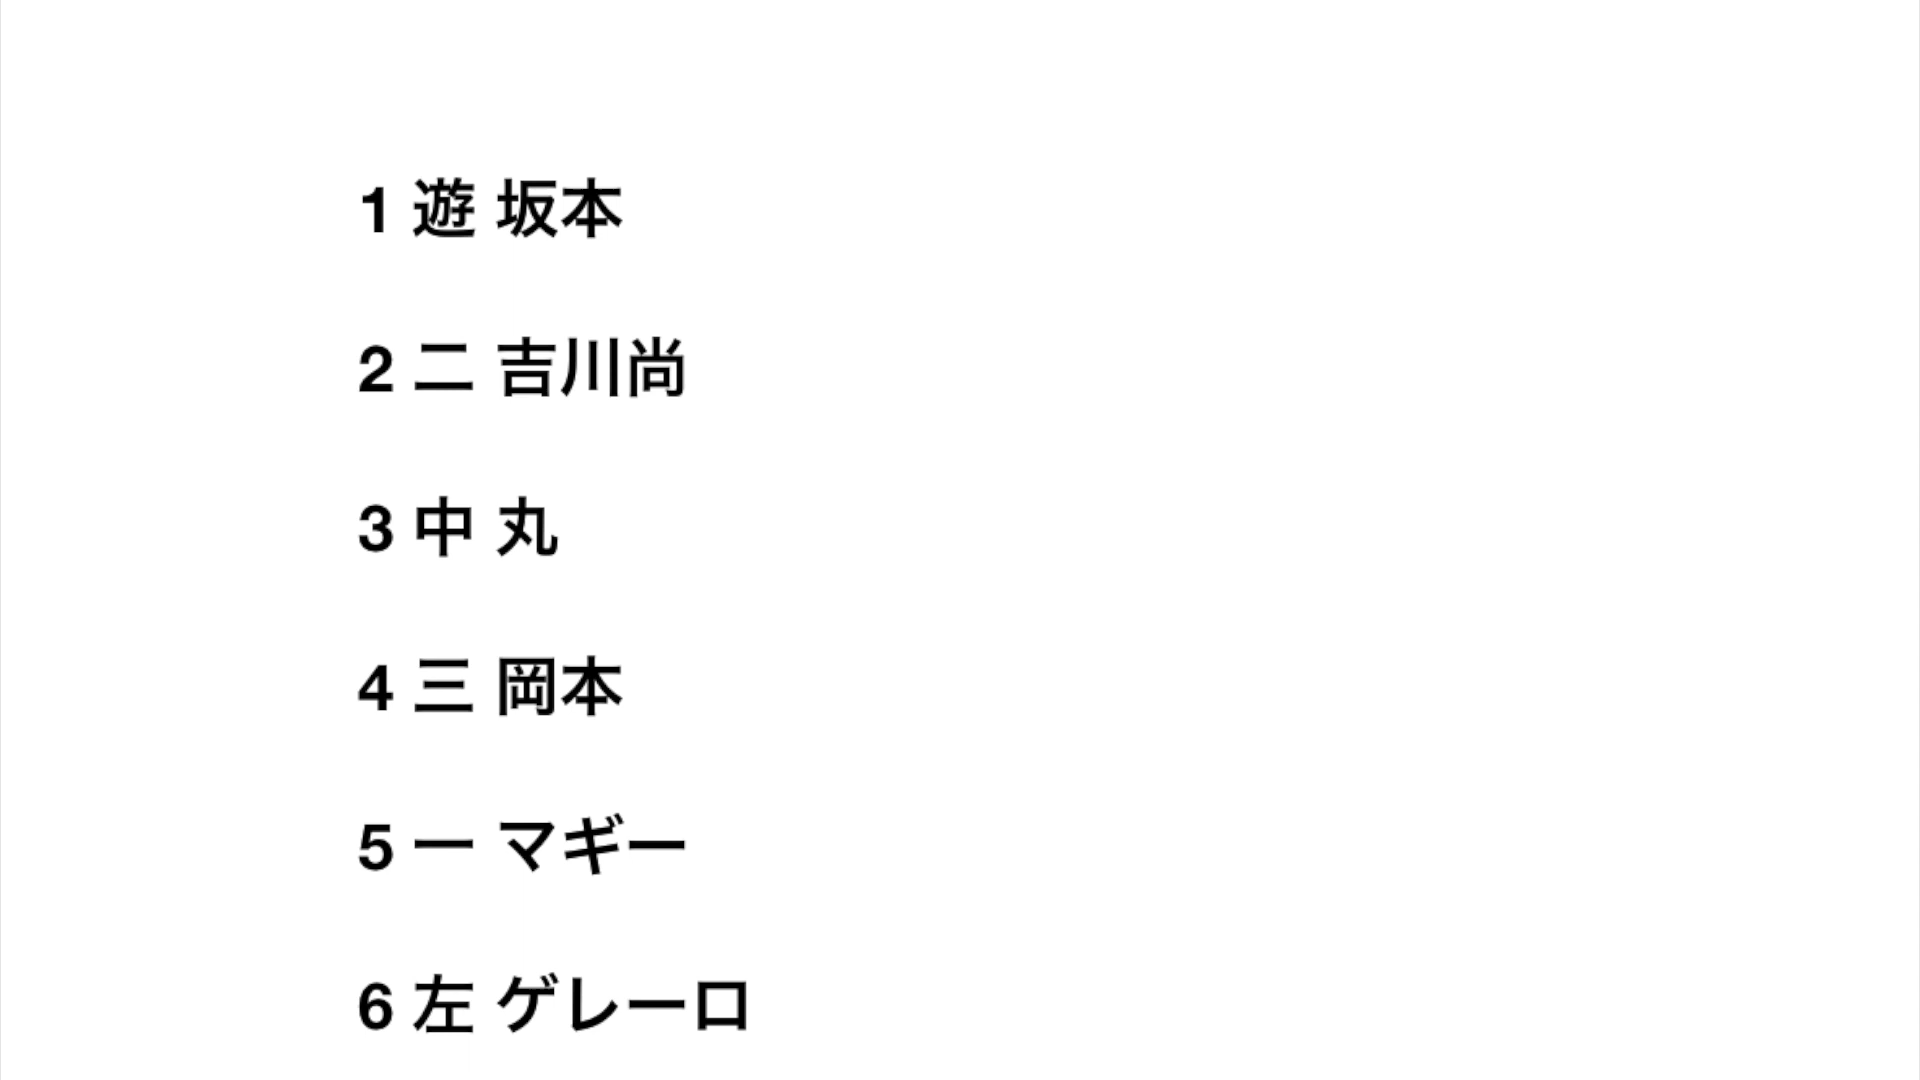 1 遊 坂本
2 二 吉川尚
3 中 丸
4 三 岡本
5 一 マギー
6 左 ゲレーロ